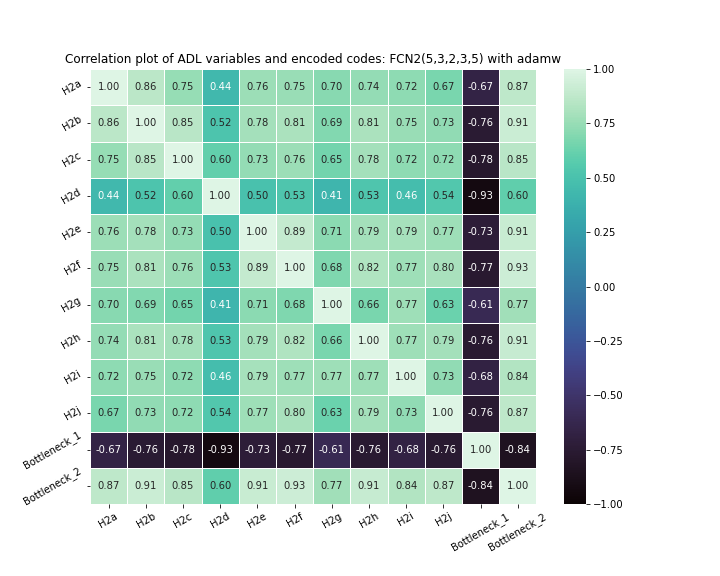 Correlation plot of ADL variables and encoded codes: FCN2(5,3,2,3,5) with adamw
H2a 1.00 0.86 0.75 0.44 0.76 0.75 0.70 0.74 0.72 0.67 -0.67 0.87
H2b 0.86 1.00 0.85 0.52 0.78 0.81 0.69 0.81 0.75 0.73 -0.76 0.91
H2c 0.75 0.85 1.00 0.60 0.73 0.76 0.65 0.78 0.72 0.72 -0.78 0.85
H2d 0.44 0.52 0.60 1.00 0.50 0.53 0.41 0.53 0.46 0.54 -0.93 0.60
H2e 0.76 0.78 0.73 0.50 1.00 0.89 0.71 0.79 0.79 0.77 -0.73 0.91
H2f 0.75 0.81 0.76 0.53 0.89 1.00 0.68 0.82 0.77 0.80 -0.77 0.93
H2g 0.70 0.69 0.65 0.41 0.71 0.68 1.00 0.66 0.77 0.63 -0.61 0.77
H2h 0.74 0.81 0.78 0.53 0.79 0.82 0.66 1.00 0.77 0.79 -0.76 0.91
H2i 0.72 0.75 0.72 0.46 0.79 0.77 0.77 0.77 1.00 0.73 -0.68 0.84
H2j 0.67 0.73 0.72 0.54 0.77 0.80 0.63 0.79 0.73 1.00 -0.76 0.87
Bottleneck_1 -0.67 -0.76 -0.78 -0.93 -0.73 -0.77 -0.61 -0.76 -0.68 -0.76 1.00 -0.84
Bottleneck_2 0.87 0.91 0.85 0.60 0.91 0.93 0.77 0.91 0.84 0.87 -0.84 1.00
H2a H2b H2c H2d H2e H2f H2g H2h H2i H2j Bottleneck_1 Bottleneck_2
1.00
0.75
0.50
0.25
0.00
−0.25
−0.50
−0.75
−1.00